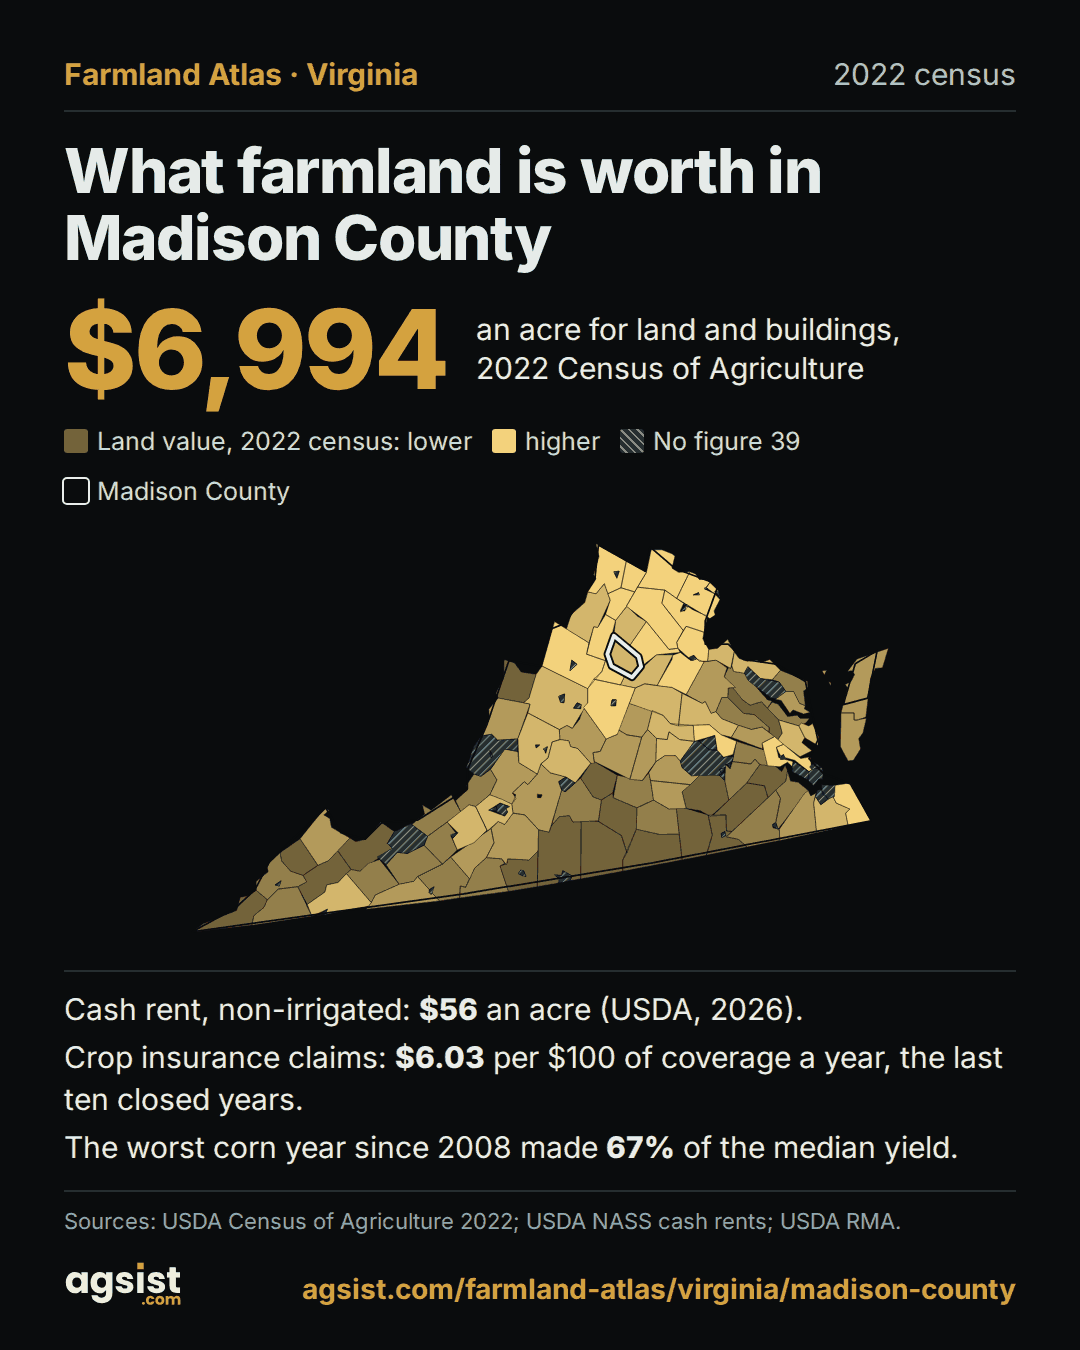 Farmland Atlas · Virginia
2022 census
What farmland is worth in
Madison County
$6,994
an acre for land and buildings,
2022 Census of Agriculture
Land value, 2022 census: lower
higher
No figure 39
Madison County
Cash rent, non-irrigated: $56 an acre (USDA, 2026).
Crop insurance claims: $6.03 per $100 of coverage a year, the last
ten closed years.
The worst corn year since 2008 made 67% of the median yield.
Sources: USDA Census of Agriculture 2022; USDA NASS cash rents; USDA RMA.
agsist
.com
agsist.com/farmland-atlas/virginia/madison-county